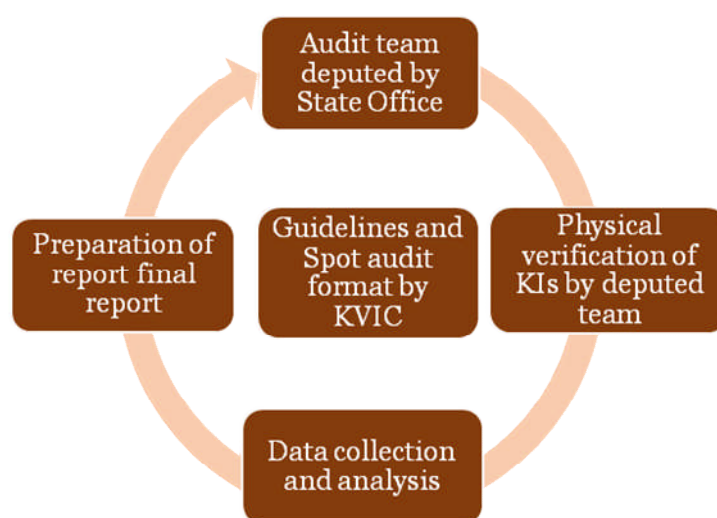 Audit team
deputed by
State Office
Preparation of
report final
report
Guidelines and
Spot audit
format by
KVIC
Physical
verification of
KIs by deputed
team
Data collection
and analysis